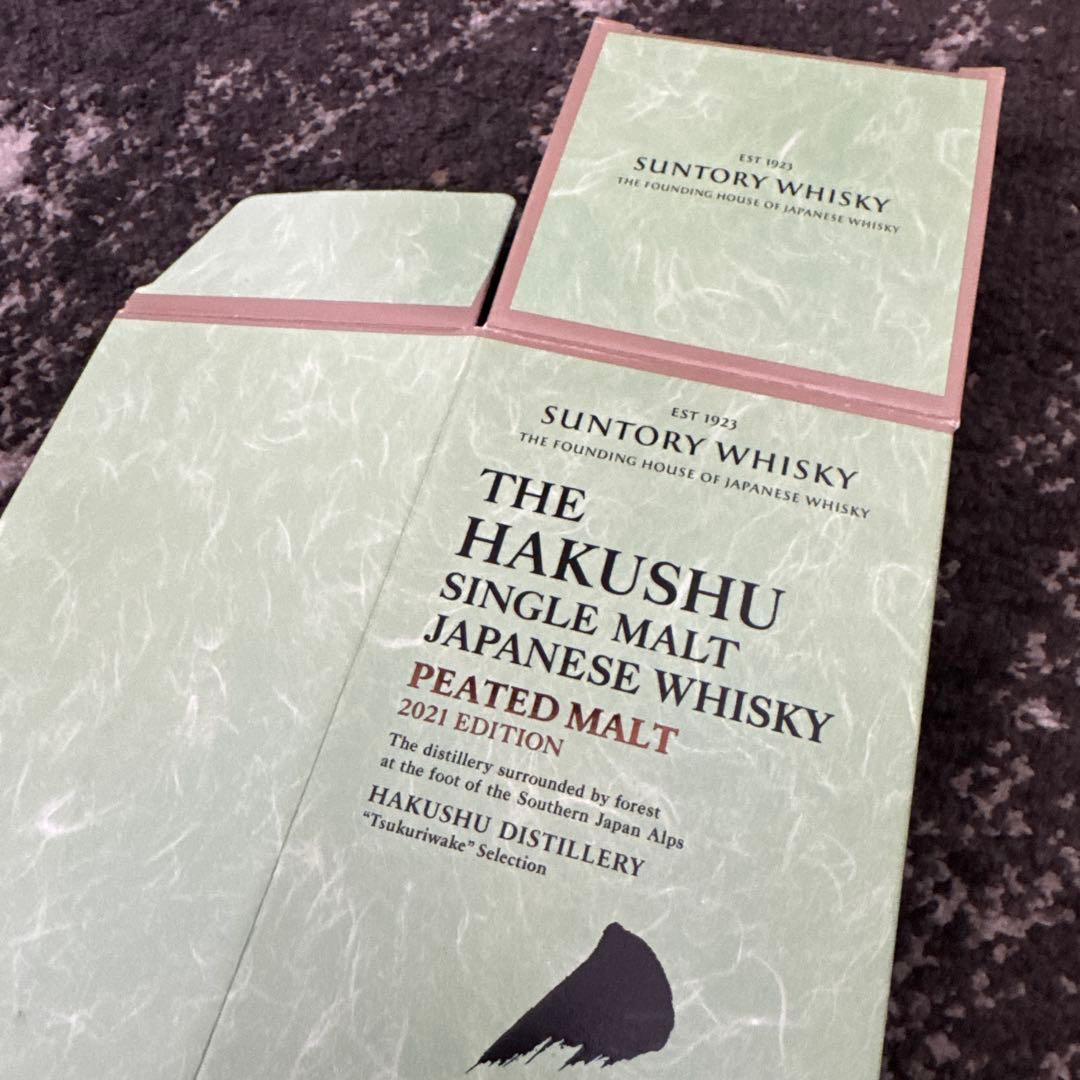 EST 1923
SUNTORY WHISKY
THE FOUNDING HOUSE OF JAPANESE WHISKY
EST 1923
SUNTORY WHISKY
THE FOUNDING HOUSE OF JAPANESE WHISKY
THE
HAKUSHU
SINGLE MALT
JAPANESE WHISKY
PEATED MALT
2021 EDITION
The distillery surrounded by forest
at the foot of the Southern Japan Alps
HAKUSHU DISTILLERY
“Tsukuriwake” Selection